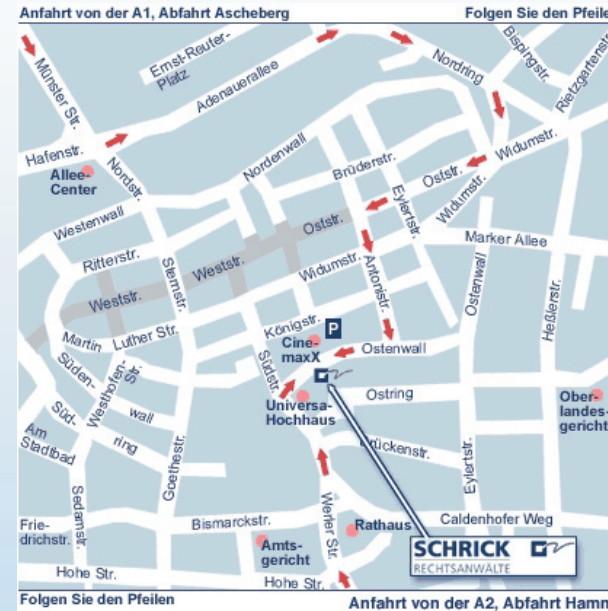 Anfahrt von der A1, Abfahrt Ascheberg
Folgen Sie den Pfeile
Münster Str.
Ernst-Reuter-
Platz
Adenauerallee
Nordring
Bispingstr.
Rietzgartenstr
Hafenstr.
Allee-
Center
Nordstr.
Nordenwall
Brüderstr.
Eylertstr.
Oststr.
Widumstr.
Widumstr.
Westenwall
Ritterstr.
Weststr.
Sternstr.
Weststr.
Oststr.
Widumstr.
Antonistr.
Marker Allee
Ostenwall
Heßlerstr.
Martin Luther Str.
Königstr.
P
Cine-
maxX
Ostenwall
Süden-
wall
Westhofen-
Str.
Südstr.
Universa-
Hochhaus
Ostring
Ober-
landes-
gericht
Süd-
ring
Am
Stadtbad
Goethestr.
Brückenstr.
Eylertstr.
Sedanstr.
Werler Str.
Frie-
drichstr.
Bismarckstr.
Rathaus
Caldenhofer Weg
Amts-
gericht
SCHRICK
RECHTSANWÄLTE
Hohe Str.
Hohe Str.
Folgen Sie den Pfeilen
Anfahrt von der A2, Abfahrt Hamm